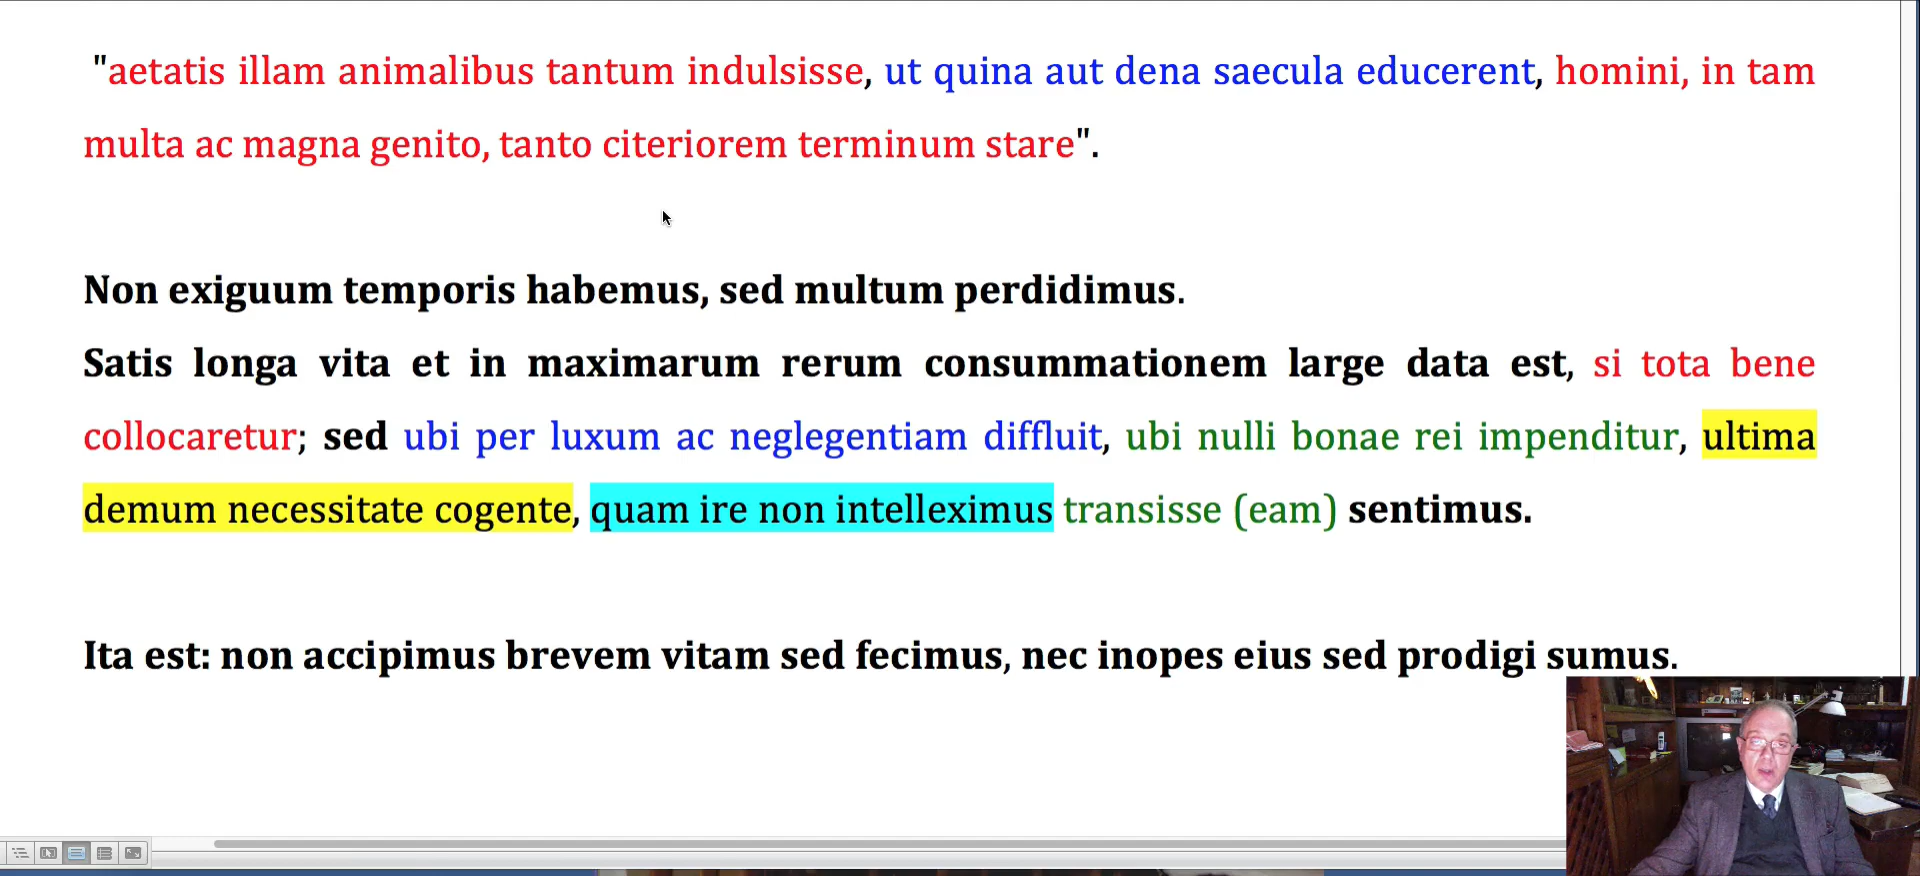 "aetatis illam animalibus tantum indulsisse, ut quina aut dena saecula educerent, homini, in tam
multa ac magna genito, tanto citeriorem terminum stare".
Non exiguum temporis habemus, sed multum perdidimus.
Satis longa vita et in maximarum rerum consummationem large data est, si tota bene
collocaretur; sed ubi per luxum ac neglegentiam diffluit, ubi nulli bonae rei impenditur, ultima
demum necessitate cogente, quam ire non intelleximus transisse (eam) sentimus.
Ita est: non accipimus brevem vitam sed fecimus, nec inopes eius sed prodigi sumus.